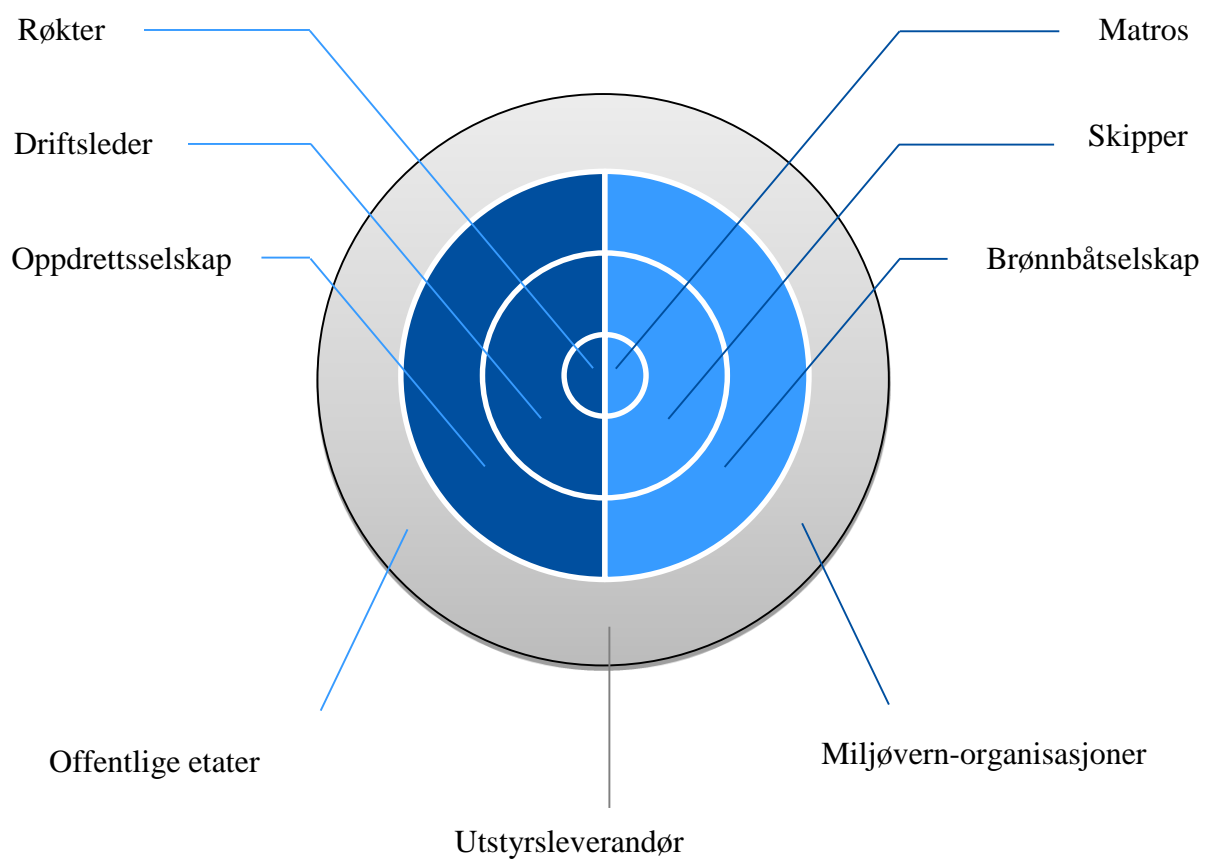 Røkter
Matros
Driftsleder
Skipper
Oppdrettsselskap
Brønnbåtselskap
Offentlige etater
Miljøvern-organisasjoner
Utstyrsleverandør